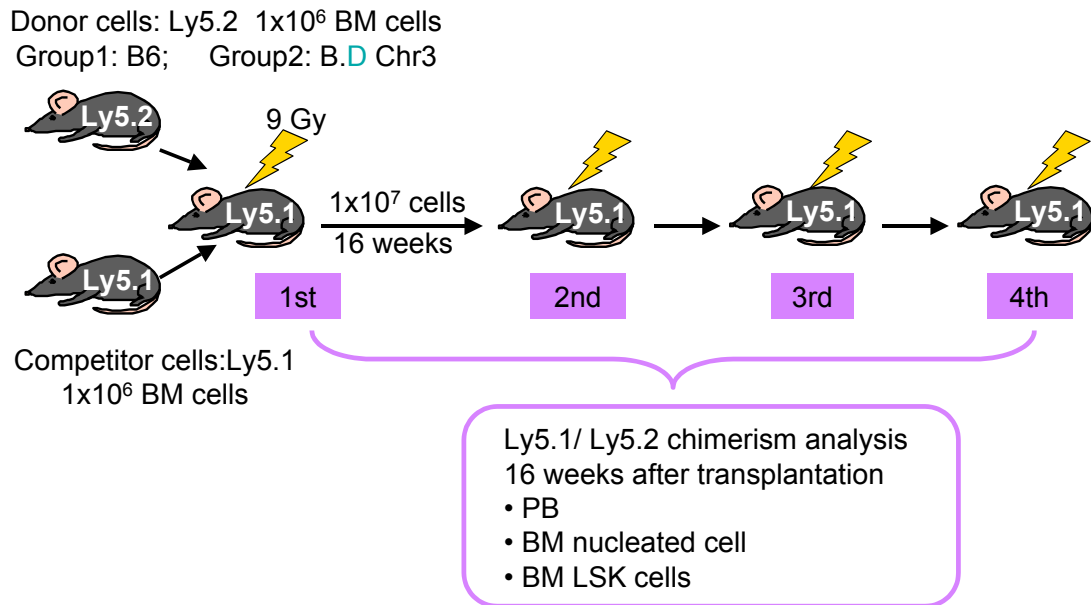 Donor cells: Ly5.2 1x10⁶ BM cells
Group1: B6; Group2: B.D Chr3
Ly5.2
9 Gy
Ly5.1
1x10⁷ cells
16 weeks
Ly5.1
Ly5.1
Ly5.1
Ly5.1
1st
2nd
3rd
4th
Competitor cells:Ly5.1
1x10⁶ BM cells
Ly5.1/ Ly5.2 chimerism analysis
16 weeks after transplantation
• PB
• BM nucleated cell
• BM LSK cells